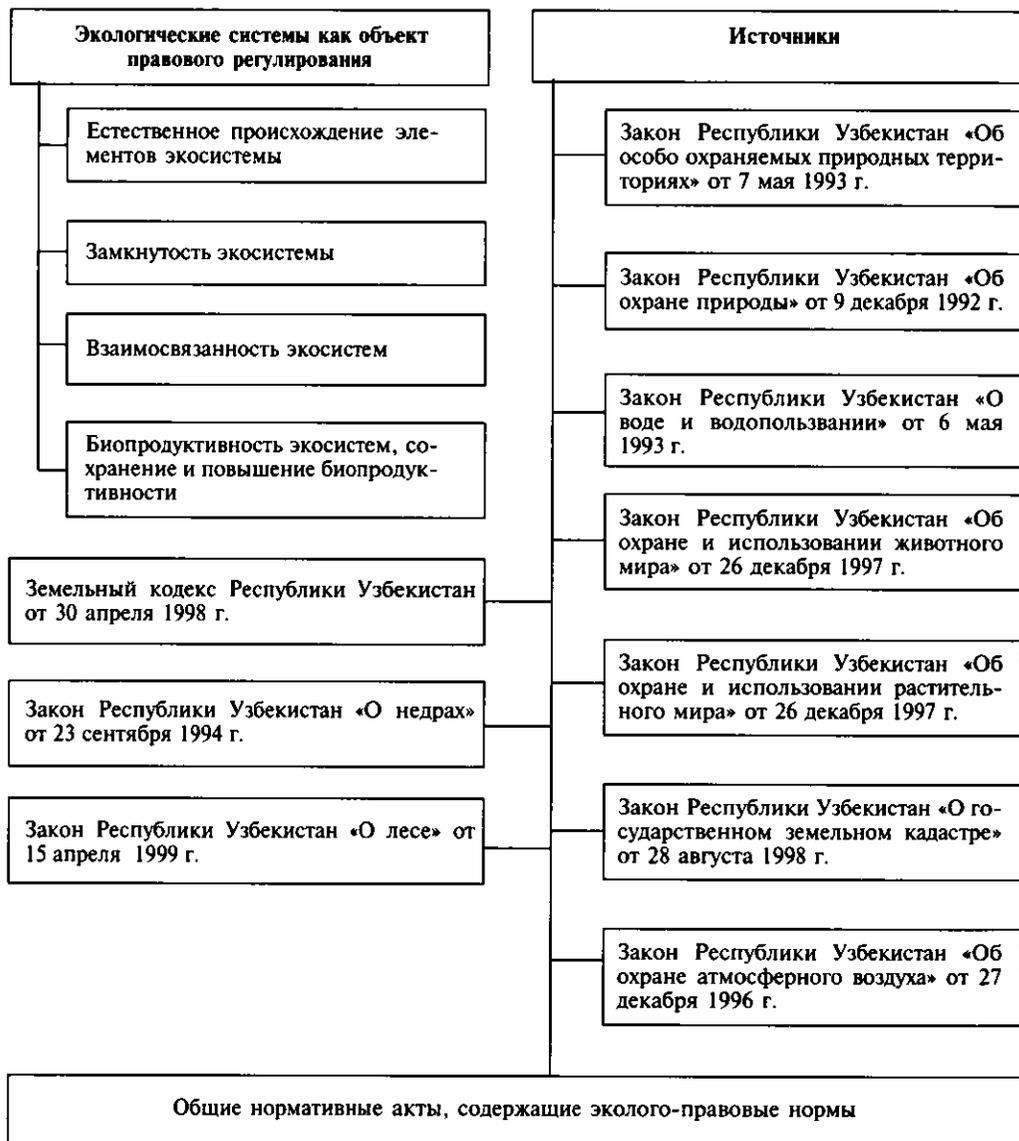 Экологические системы как объект
правового регулирования
Естественное происхождение эле-
ментов экосистемы
Замкнутость экосистемы
Взаимосвязанность экосистем
Биопродуктивность экосистем, со-
хранение и повышение биопродук-
тивности
Земельный кодекс Республики Узбекистан
от 30 апреля 1998 г.
Закон Республики Узбекистан «О недрах»
от 23 сентября 1994 г.
Закон Республики Узбекистан «О лесе» от
15 апреля 1999 г.
Источники
Закон Республики Узбекистан «Об
особо охраняемых природных терри-
ториях» от 7 мая 1993 г.
Закон Республики Узбекистан «Об
охране природы» от 9 декабря 1992 г.
Закон Республики Узбекистан «О
воде и водопользвании» от 6 мая
1993 г.
Закон Республики Узбекистан «Об
охране и использовании животного
мира» от 26 декабря 1997 г.
Закон Республики Узбекистан «Об
охране и использовании раститель-
ного мира» от 26 декабря 1997 г.
Закон Республики Узбекистан «О го-
сударственном земельном кадастре»
от 28 августа 1998 г.
Закон Республики Узбекистан «Об
охране атмосферного воздуха» от 27
декабря 1996 г.
Общие нормативные акты, содержащие эколого-правовые нормы